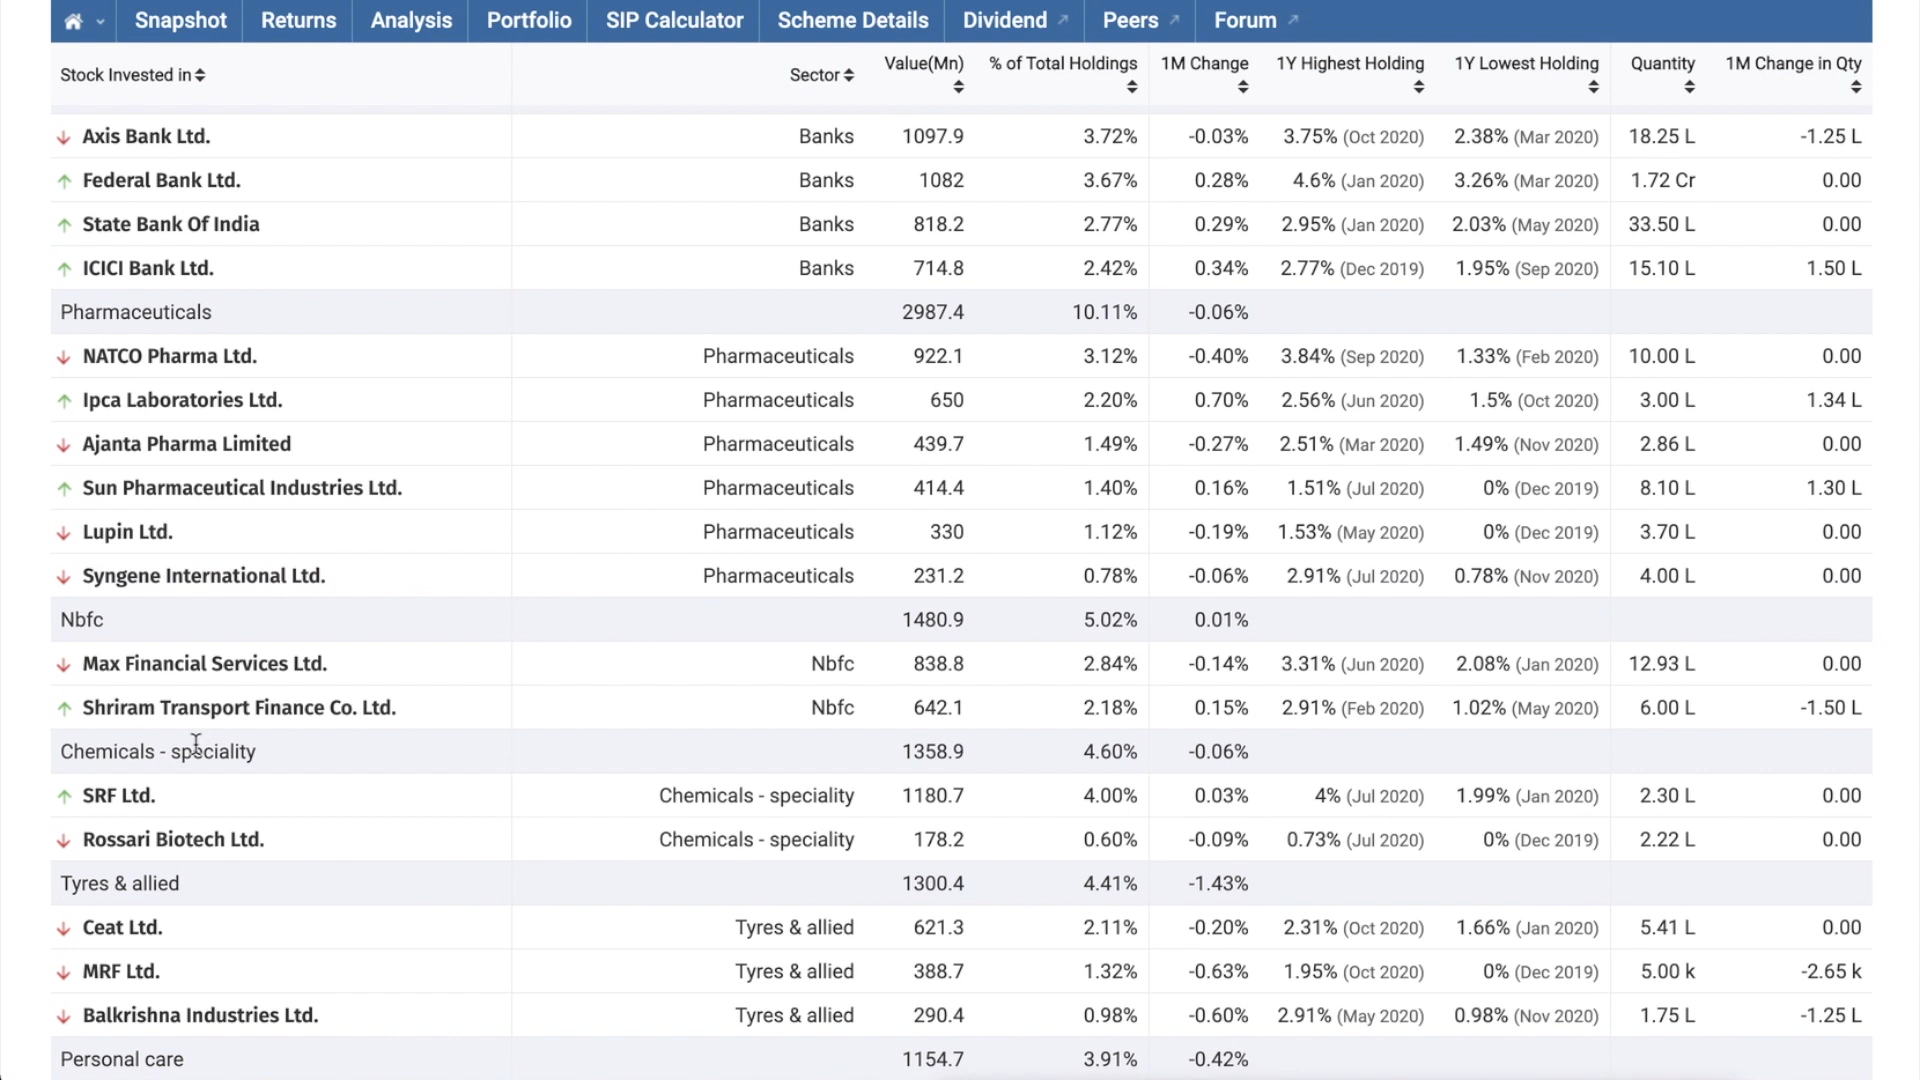 Snapshot Returns Analysis Portfolio SIP Calculator Scheme Details Dividend Peers Forum
Stock Invested in Sector Value(Mn) % of Total Holdings 1M Change 1Y Highest Holding 1Y Lowest Holding Quantity 1M Change in Qty
Axis Bank Ltd. Banks 1097.9 3.72% -0.03% 3.75% (Oct 2020) 2.38% (Mar 2020) 18.25 L -1.25 L
Federal Bank Ltd. Banks 1082 3.67% 0.28% 4.6% (Jan 2020) 3.26% (Mar 2020) 1.72 Cr 0.00
State Bank Of India Banks 818.2 2.77% 0.29% 2.95% (Jan 2020) 2.03% (May 2020) 33.50 L 0.00
ICICI Bank Ltd. Banks 714.8 2.42% 0.34% 2.77% (Dec 2019) 1.95% (Sep 2020) 15.10 L 1.50 L
Pharmaceuticals 2987.4 10.11% -0.06%
NATCO Pharma Ltd. Pharmaceuticals 922.1 3.12% -0.40% 3.84% (Sep 2020) 1.33% (Feb 2020) 10.00 L 0.00
Ipca Laboratories Ltd. Pharmaceuticals 650 2.20% 0.70% 2.56% (Jun 2020) 1.5% (Oct 2020) 3.00 L 1.34 L
Ajanta Pharma Limited Pharmaceuticals 439.7 1.49% -0.27% 2.51% (Mar 2020) 1.49% (Nov 2020) 2.86 L 0.00
Sun Pharmaceutical Industries Ltd. Pharmaceuticals 414.4 1.40% 0.16% 1.51% (Jul 2020) 0% (Dec 2019) 8.10 L 1.30 L
Lupin Ltd. Pharmaceuticals 330 1.12% -0.19% 1.53% (May 2020) 0% (Dec 2019) 3.70 L 0.00
Syngene International Ltd. Pharmaceuticals 231.2 0.78% -0.06% 2.91% (Jul 2020) 0.78% (Nov 2020) 4.00 L 0.00
Nbfc 1480.9 5.02% 0.01%
Max Financial Services Ltd. Nbfc 838.8 2.84% -0.14% 3.31% (Jun 2020) 2.08% (Jan 2020) 12.93 L 0.00
Shriram Transport Finance Co. Ltd. Nbfc 642.1 2.18% 0.15% 2.91% (Feb 2020) 1.02% (May 2020) 6.00 L -1.50 L
Chemicals - speciality 1358.9 4.60% -0.06%
SRF Ltd. Chemicals - speciality 1180.7 4.00% 0.03% 4% (Jul 2020) 1.99% (Jan 2020) 2.30 L 0.00
Rossari Biotech Ltd. Chemicals - speciality 178.2 0.60% -0.09% 0.73% (Jul 2020) 0% (Dec 2019) 2.22 L 0.00
Tyres & allied 1300.4 4.41% -1.43%
Ceat Ltd. Tyres & allied 621.3 2.11% -0.20% 2.31% (Oct 2020) 1.66% (Jan 2020) 5.41 L 0.00
MRF Ltd. Tyres & allied 388.7 1.32% -0.63% 1.95% (Oct 2020) 0% (Dec 2019) 5.00 k -2.65 k
Balkrishna Industries Ltd. Tyres & allied 290.4 0.98% -0.60% 2.91% (May 2020) 0.98% (Nov 2020) 1.75 L -1.25 L
Personal care 1154.7 3.91% -0.42%